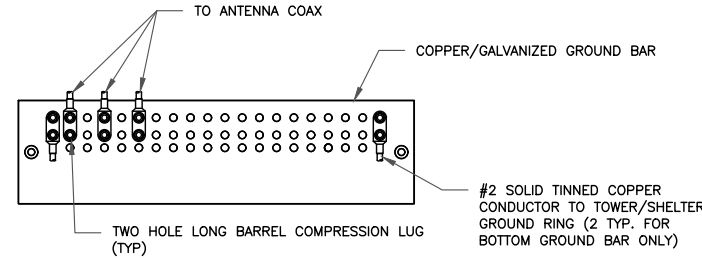 TO ANTENNA COAX
COPPER/GALVANIZED GROUND BAR
#2 SOLID TINNED COPPER
CONDUCTOR TO TOWER/SHELTER
GROUND RING (2 TYP. FOR
BOTTOM GROUND BAR ONLY)
TWO HOLE LONG BARREL COMPRESSION LUG
(TYP)